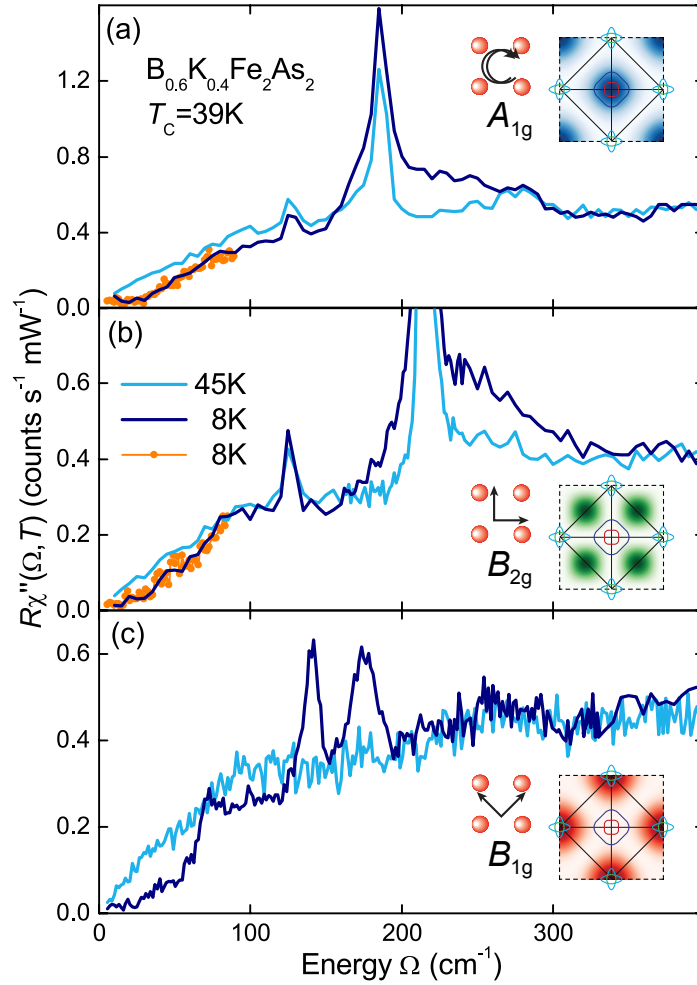 (a)
B₀.₆K₀.₄Fe₂As₂
T_C=39K
A₁g
1.2
0.8
0.4
0.0
(b)
45K
8K
8K
B₂g
0.6
0.4
0.2
0.0
Rχ''(Ω,T) (counts s⁻¹ mW⁻¹)
(c)
B₁g
0.6
0.4
0.2
0.0
0 100 200 300
Energy Ω (cm⁻¹)